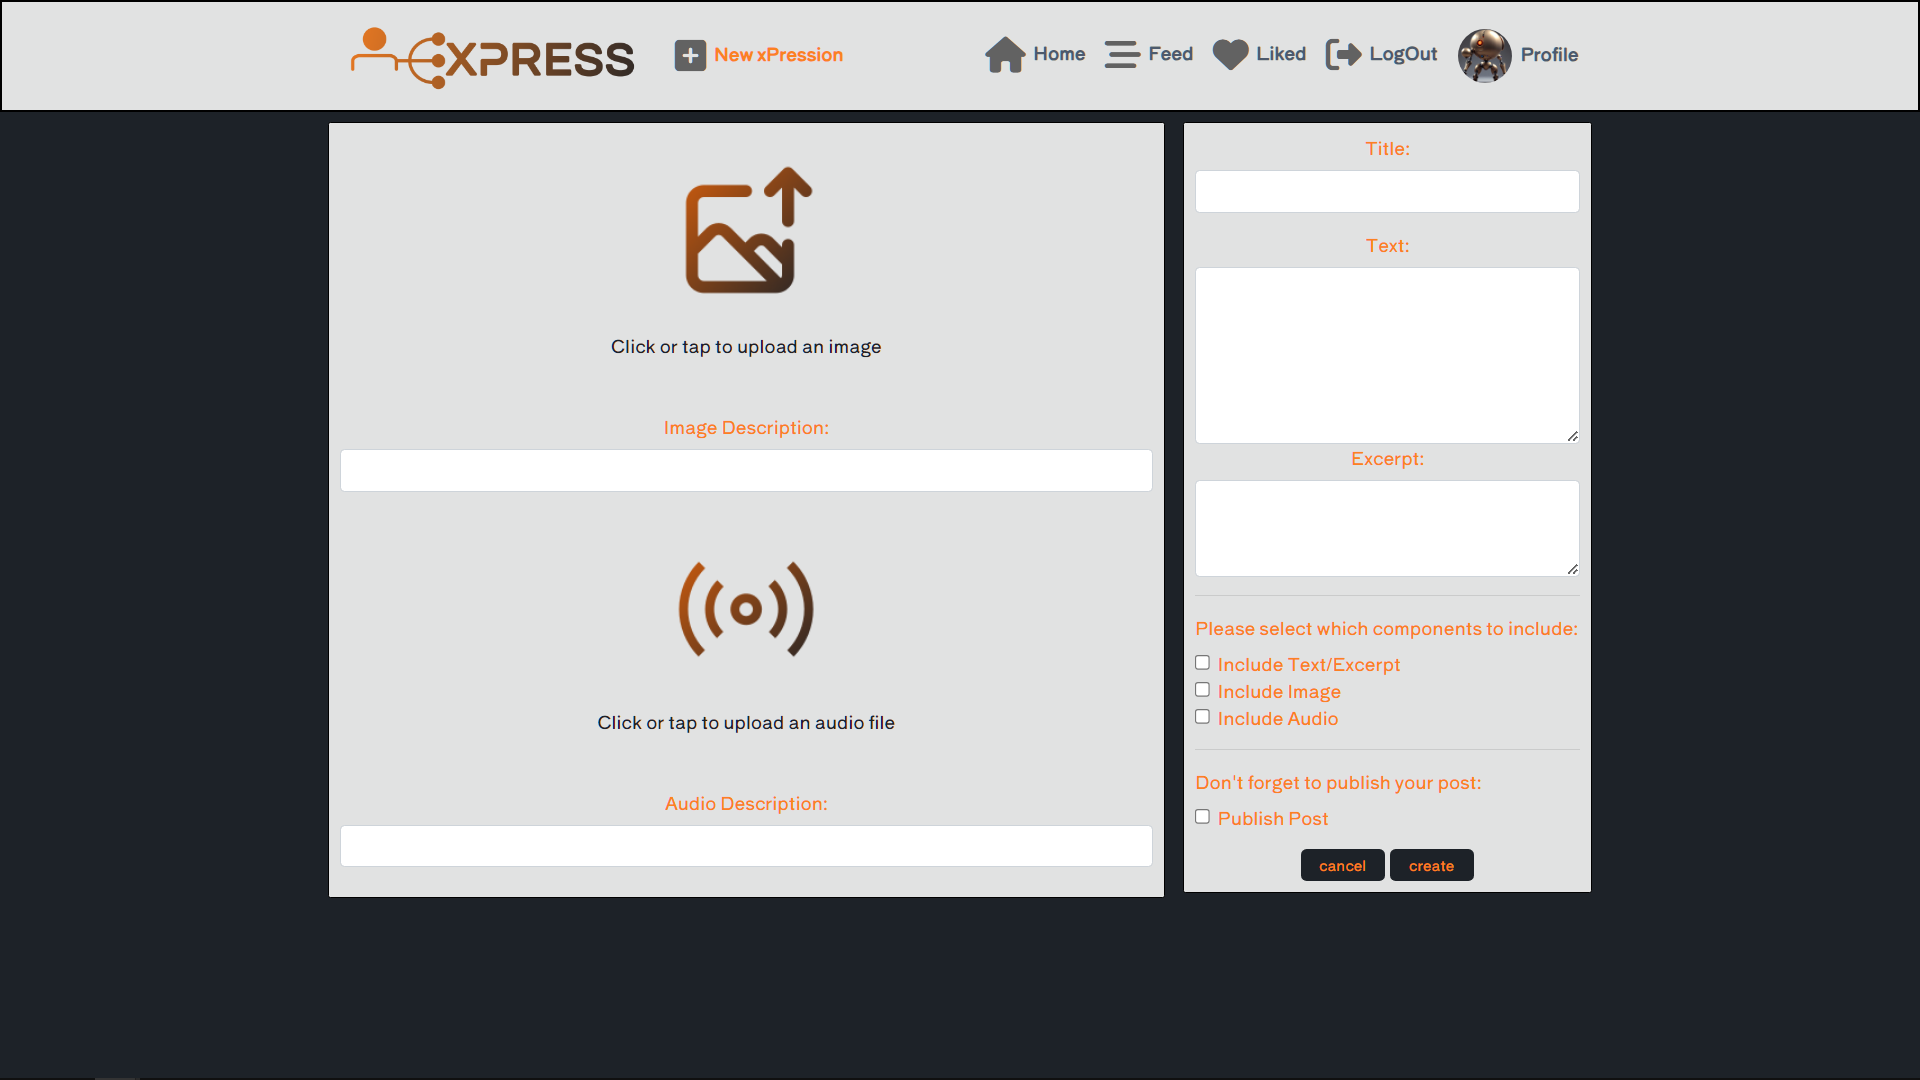 XPRESS
New xPression
Home
Feed
Liked
LogOut
Profile
Click or tap to upload an image
Image Description:
Click or tap to upload an audio file
Audio Description:
Title:
Text:
Excerpt:
Please select which components to include:
Include Text/Excerpt
Include Image
Include Audio
Don't forget to publish your post:
Publish Post
cancel
create